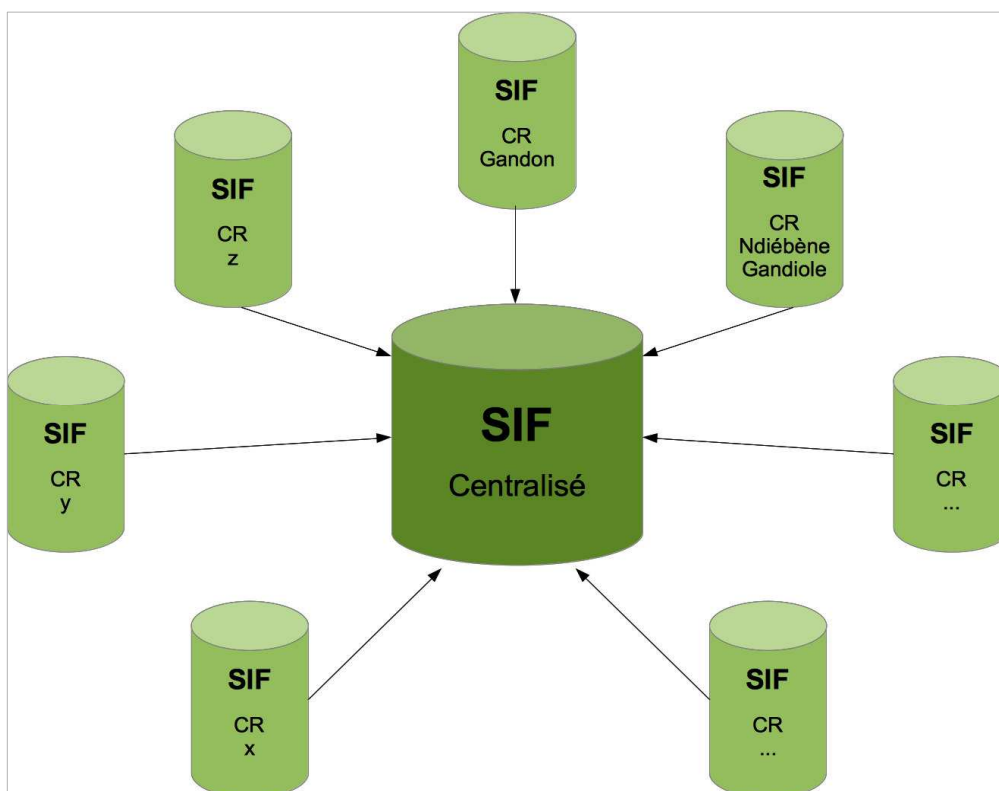 SIF
CR
Gandon
SIF
CR
z
SIF
CR
Ndiébène
Gandiole
SIF
Centralisé
SIF
CR
y
SIF
CR
...
SIF
CR
x
SIF
CR
...